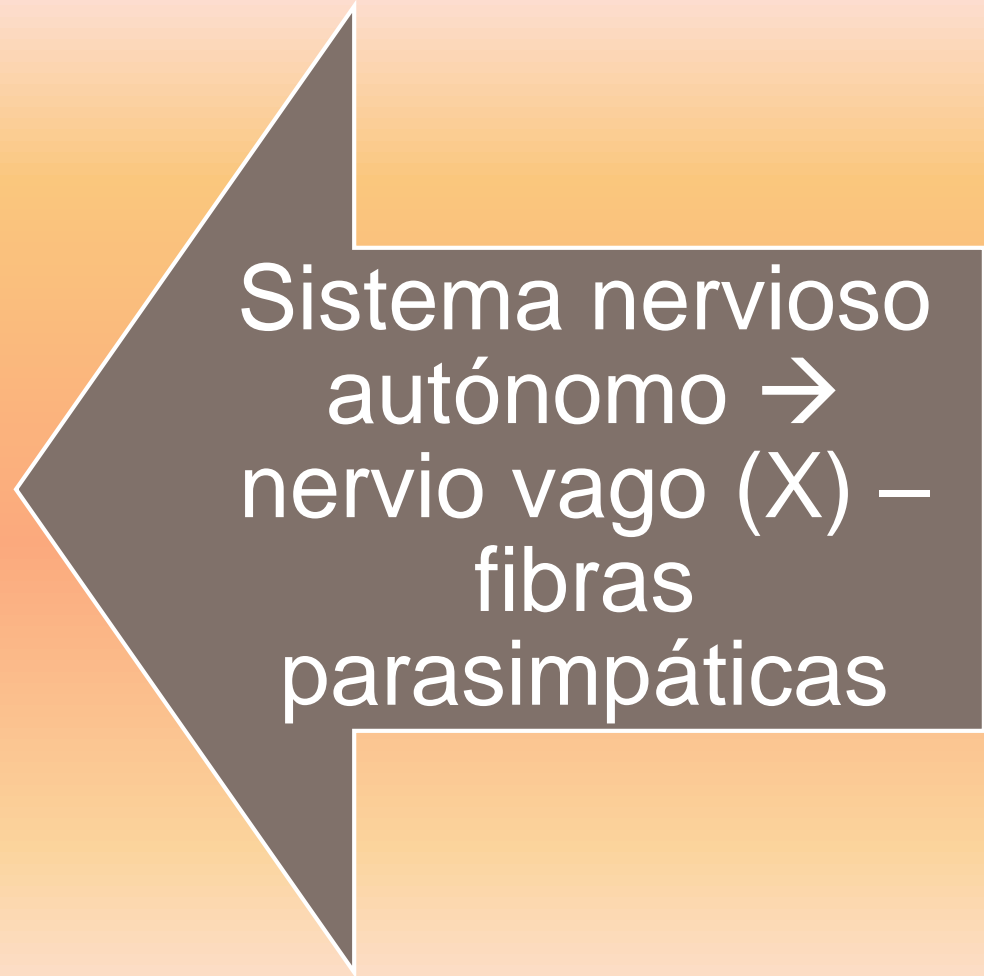 Sistema nervioso
autónomo →
nervio vago (X) –
fibras
parasimpáticas